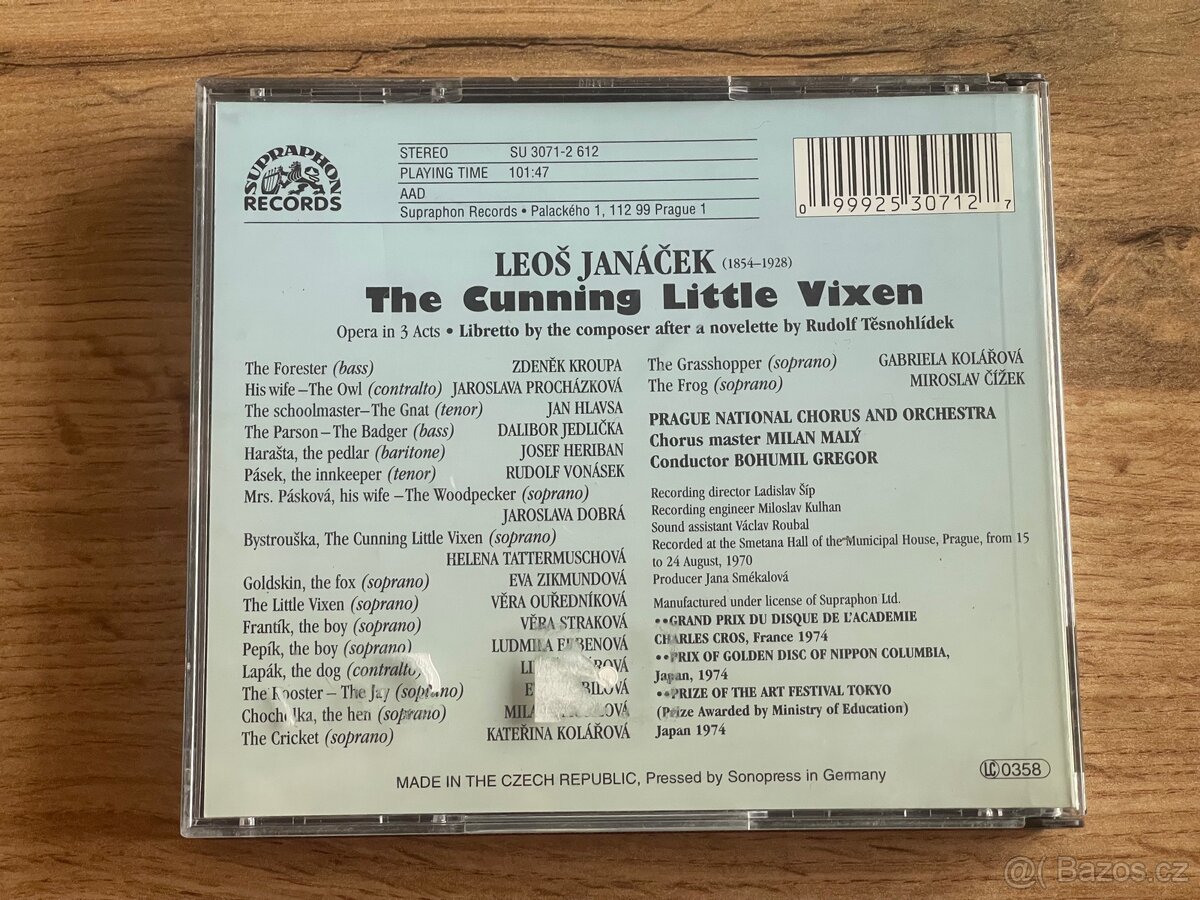 SUPRAPHON
RECORDS
STEREO SU 3071-2 612
PLAYING TIME 101:47
AAD
Supraphon Records • Palackého 1, 112 99 Prague 1
0 99925 30712 7
LEOŠ JANÁČEK (1854–1928)
The Cunning Little Vixen
Opera in 3 Acts • Libretto by the composer after a novelette by Rudolf Těsnohlídek
The Forester (bass) ZDENĚK KROUPA
His wife – The Owl (contralto) JAROSLAVA PROCHÁZKOVÁ
The schoolmaster – The Gnat (tenor) JAN HLAVSA
The Parson – The Badger (bass) DALIBOR JEDLIČKA
Harašta, the pedlar (baritone) JOSEF HERIBAN
Pásek, the innkeeper (tenor) RUDOLF VONÁSEK
Mrs. Pásková, his wife – The Woodpecker (soprano)
JAROSLAVA DOBRÁ
Bystrouška, The Cunning Little Vixen (soprano)
HELENA TATTERMUSCHOVÁ
Goldskin, the fox (soprano) EVA ZIKMUNDOVÁ
The Little Vixen (soprano) VĚRA OUŘEDNÍKOVÁ
Frantík, the boy (soprano) VĚRA STRAKOVÁ
Pepík, the boy (soprano) LUDMILA
Lapák, the dog (contralto)
The Rooster – The Jay (soprano)
Chocholka, the hen (soprano)
The Cricket (soprano) KATEŘINA KOLÁŘOVÁ
The Grasshopper (soprano) GABRIELA KOLÁŘOVÁ
The Frog (soprano) MIROSLAV ČÍŽEK
PRAGUE NATIONAL CHORUS AND ORCHESTRA
Chorus master MILAN MALÝ
Conductor BOHUMIL GREGOR
Recording director Ladislav Šíp
Recording engineer Miloslav Kulhan
Sound assistant Václav Roubal
Recorded at the Smetana Hall of the Municipal House, Prague, from 15
to 24 August, 1970
Producer Jana Smékalová
Manufactured under license of Supraphon Ltd.
••GRAND PRIX DU DISQUE DE L'ACADEMIE
CHARLES CROS, France 1974
••PRIX OF GOLDEN DISC OF NIPPON COLUMBIA,
Japan, 1974
••PRIZE OF THE ART FESTIVAL TOKYO
(Prize Awarded by Ministry of Education)
Japan 1974
MADE IN THE CZECH REPUBLIC, Pressed by Sonopress in Germany
LC 0358
@( Bazos.cz